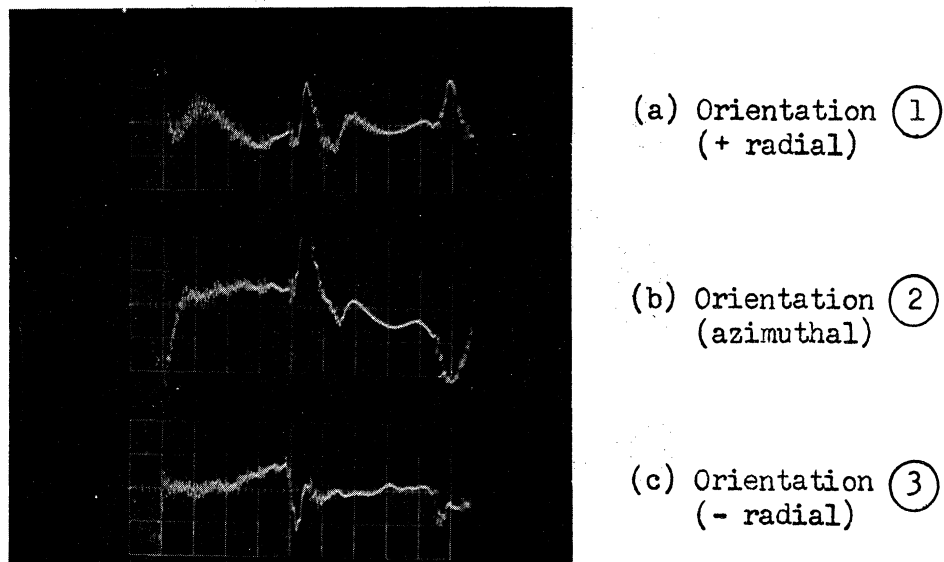 (a) Orientation 1
(+ radial)
(b) Orientation 2
(azimuthal)
(c) Orientation 3
(- radial)